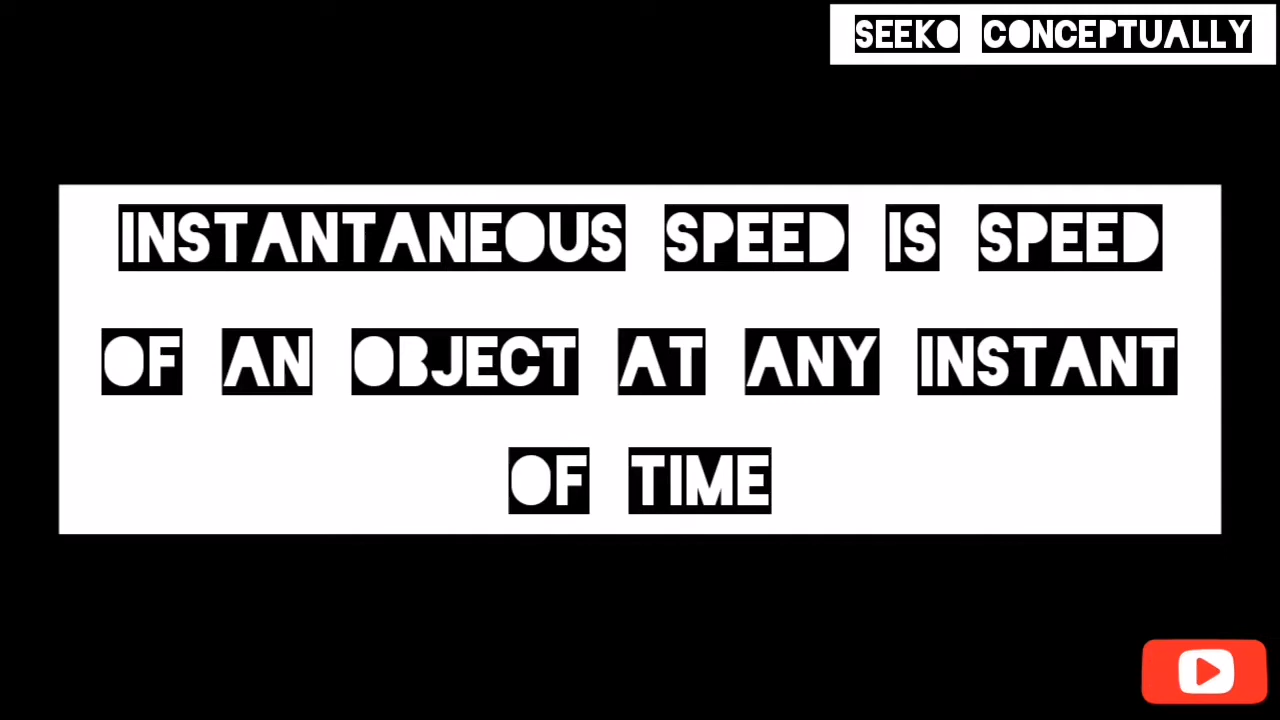 SEEKO CONCEPTUALLY
INSTANTANEOUS SPEED IS SPEED
OF AN OBJECT AT ANY INSTANT
OF TIME